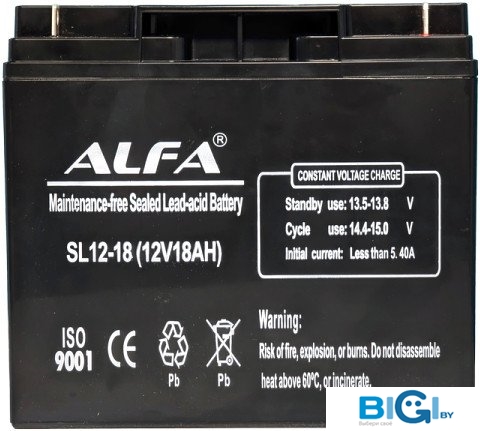 ALFA®
Maintenance-free Sealed Lead-acid Battery
SL12-18 (12V18AH)
CONSTANT VOLTAGE CHARGE
Standby use: 13.5-13.8 V
Cycle use: 14.4-15.0 V
Initial current: Less than 5.40A
ISO
9001
CE
Pb
Pb
Warning:
Risk of fire, explosion, or burns. Do not disassemble
heat above 60°C, or incinerate.
BIGI.BY
Выбери своё